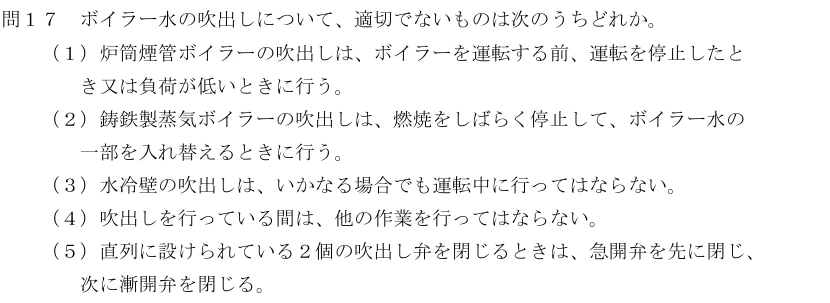 問１７　ボイラー水の吹出しについて、適切でないものは次のうちどれか。
（１）炉筒煙管ボイラーの吹出しは、ボイラーを運転する前、運転を停止したと
き又は負荷が低いときに行う。
（２）鋳鉄製蒸気ボイラーの吹出しは、燃焼をしばらく停止して、ボイラー水の
一部を入れ替えるときに行う。
（３）水冷壁の吹出しは、いかなる場合でも運転中に行ってはならない。
（４）吹出しを行っている間は、他の作業を行ってはならない。
（５）直列に設けられている２個の吹出し弁を閉じるときは、急開弁を先に閉じ、
次に漸開弁を閉じる。